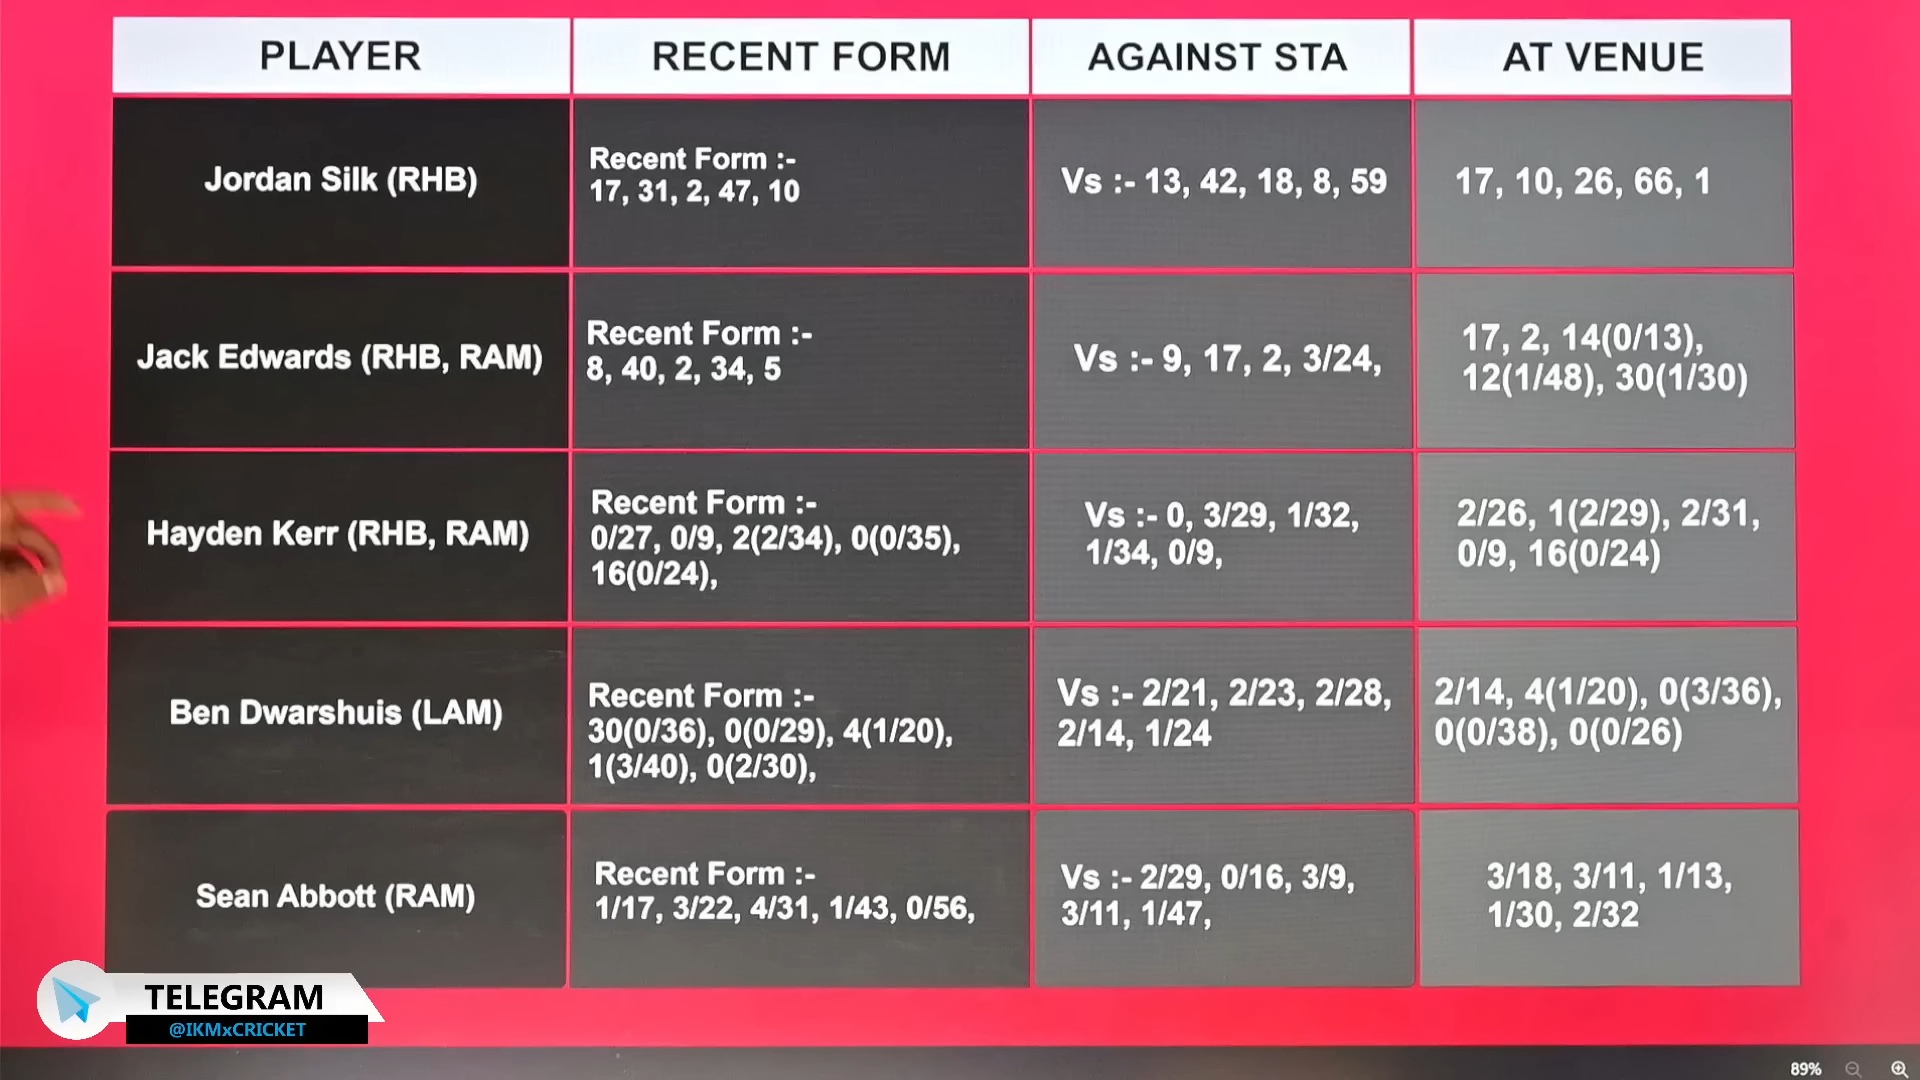 PLAYER
RECENT FORM
AGAINST STA
AT VENUE
Jordan Silk (RHB)
Recent Form :-
17, 31, 2, 47, 10
Vs :- 13, 42, 18, 8, 59
17, 10, 26, 66, 1
Jack Edwards (RHB, RAM)
Recent Form :-
8, 40, 2, 34, 5
Vs :- 9, 17, 2, 3/24,
17, 2, 14(0/13),
12(1/48), 30(1/30)
Hayden Kerr (RHB, RAM)
Recent Form :-
0/27, 0/9, 2(2/34), 0(0/35),
16(0/24),
Vs :- 0, 3/29, 1/32,
1/34, 0/9,
2/26, 1(2/29), 2/31,
0/9, 16(0/24)
Ben Dwarshuis (LAM)
Recent Form :-
30(0/36), 0(0/29), 4(1/20),
1(3/40), 0(2/30),
Vs :- 2/21, 2/23, 2/28,
2/14, 1/24
2/14, 4(1/20), 0(3/36),
0(0/38), 0(0/26)
Sean Abbott (RAM)
Recent Form :-
1/17, 3/22, 4/31, 1/43, 0/56,
Vs :- 2/29, 0/16, 3/9,
3/11, 1/47,
3/18, 3/11, 1/13,
1/30, 2/32
TELEGRAM
@IKMxCRICKET
89%